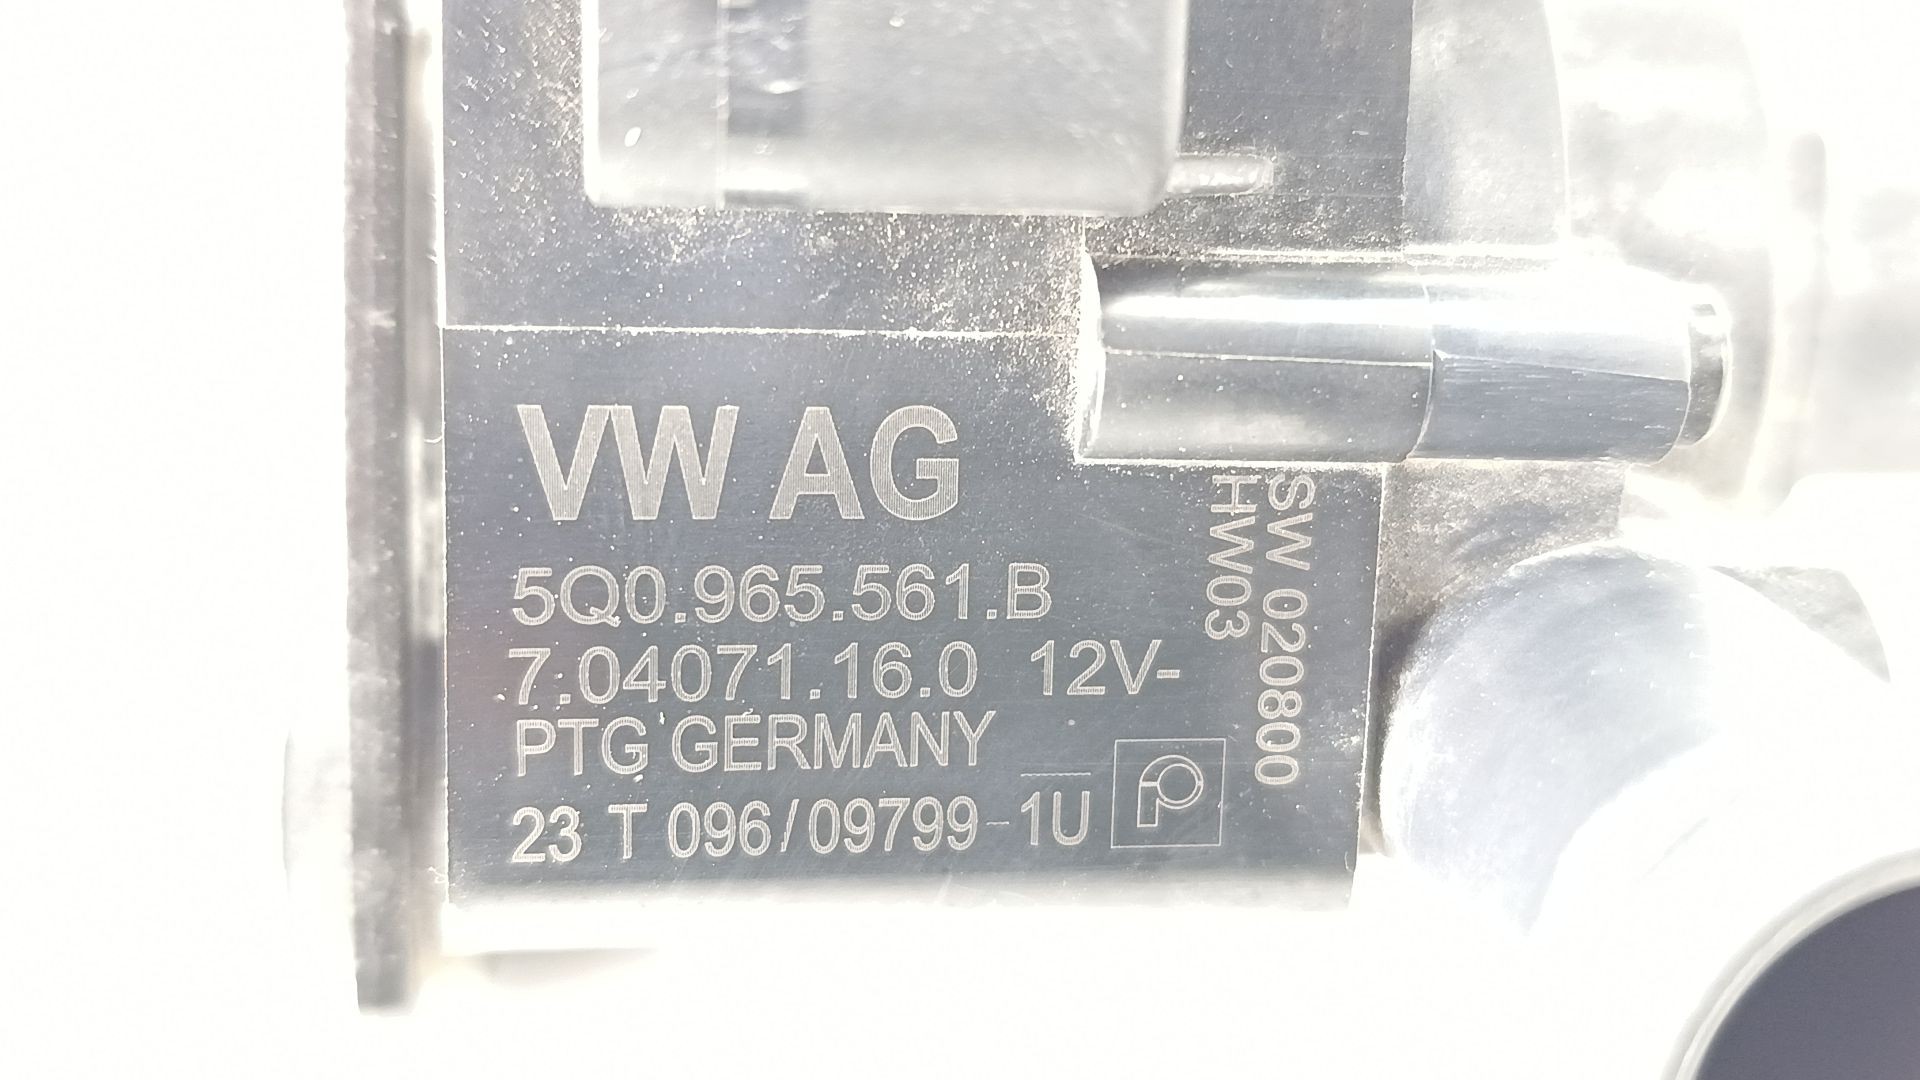 VW AG
5Q0.965.561.B
7.04071.16.0 12V-
PTG GERMANY
23 T 096/09799-1U
SW 020800
HW03